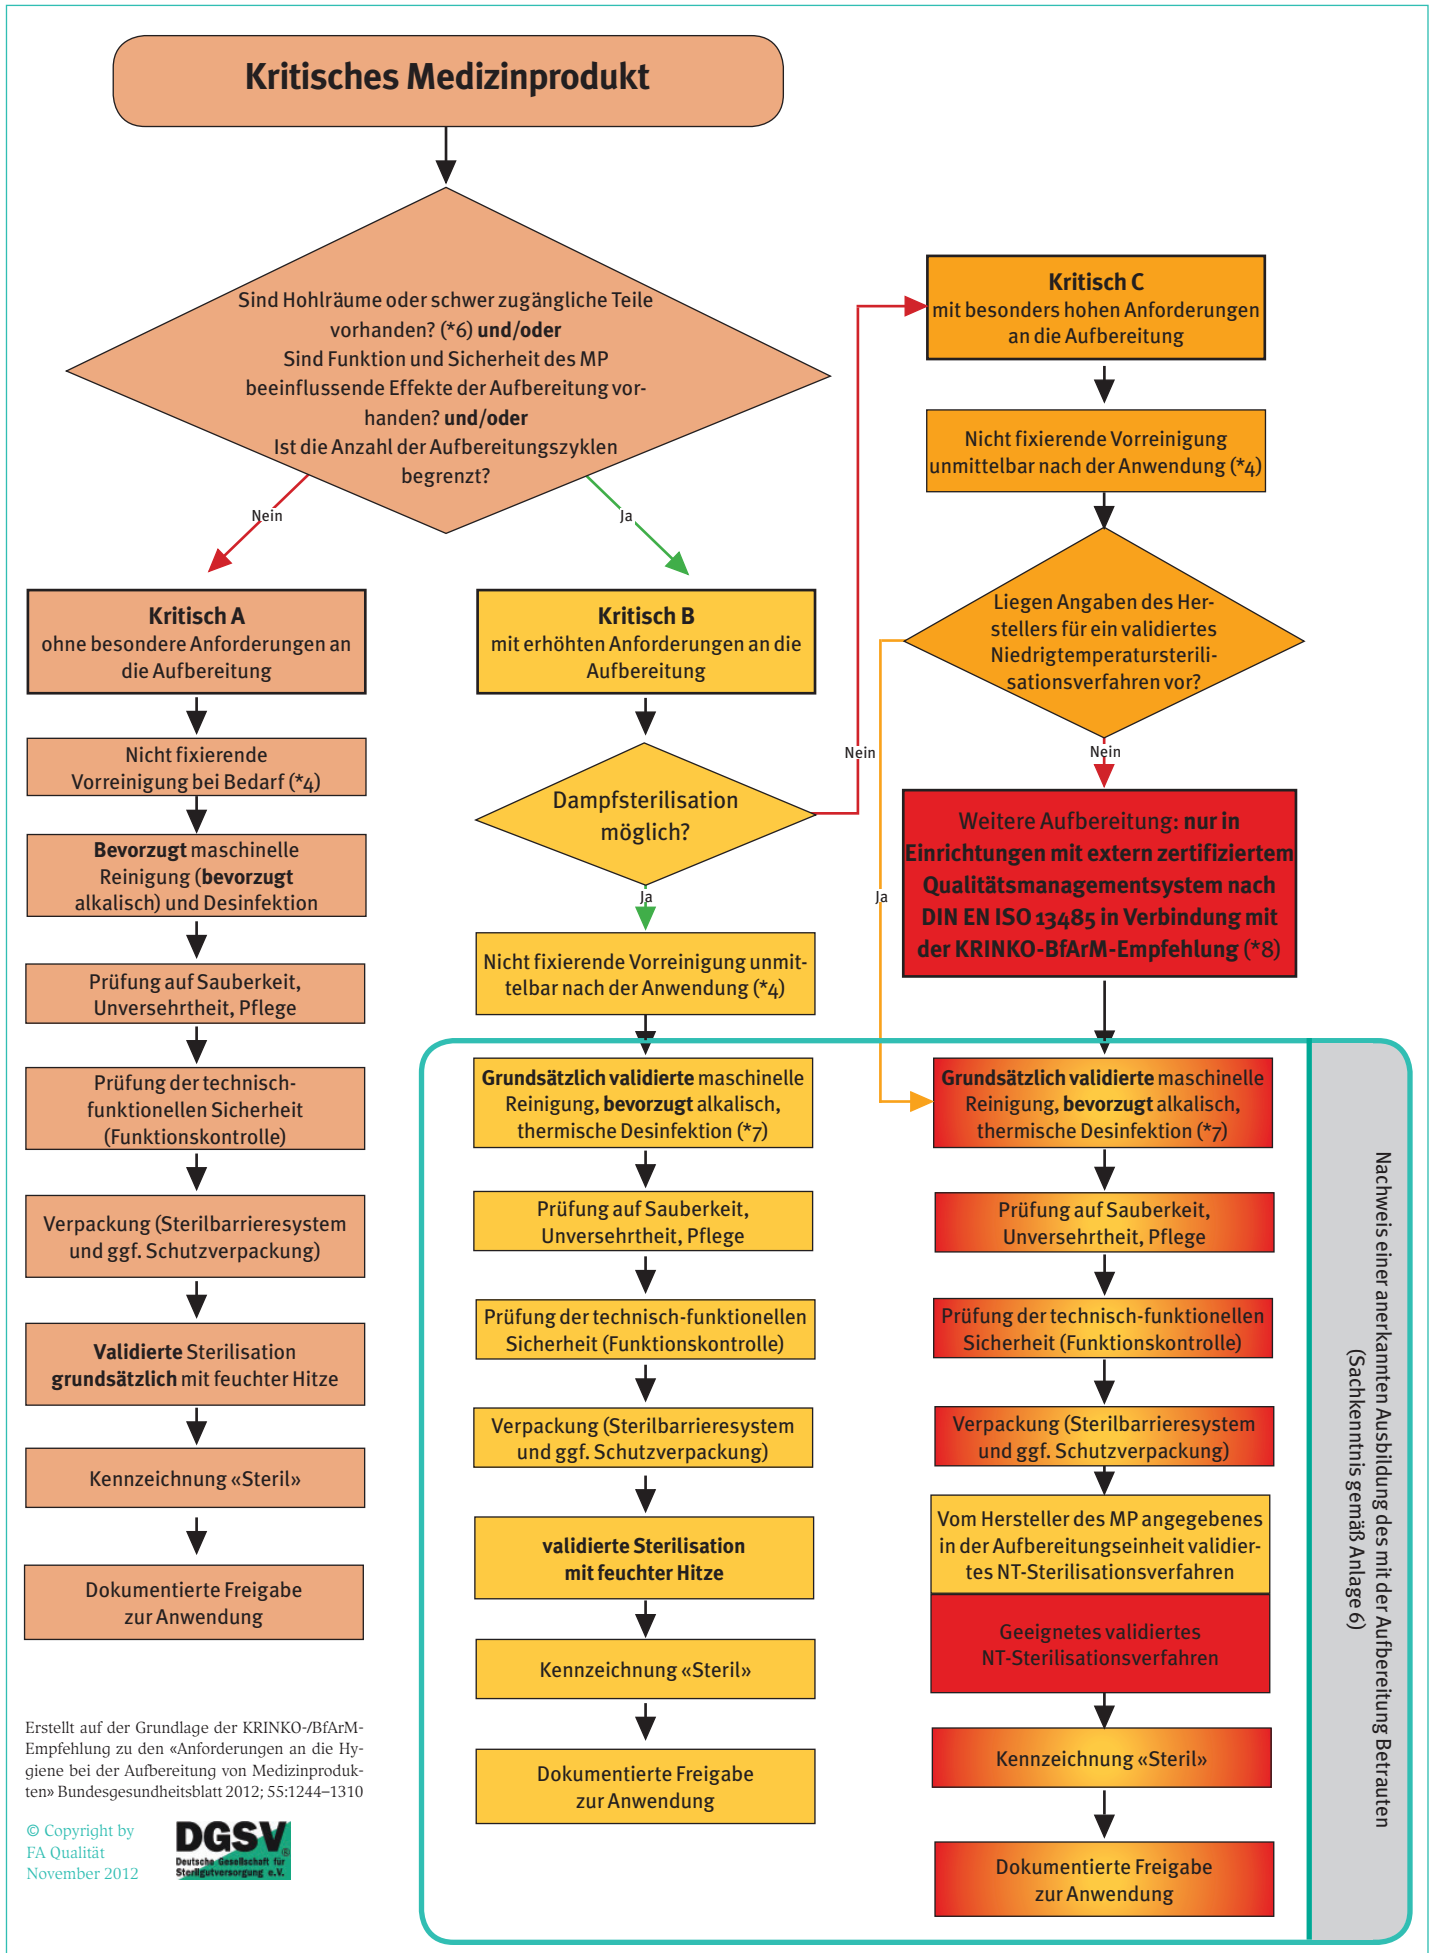 Kritisches Medizinprodukt
Sind Hohlräume oder schwer zugängliche Teile
vorhanden? (*6) und/oder
Sind Funktion und Sicherheit des MP
beeinflussende Effekte der Aufbereitung vor-
handen? und/oder
Ist die Anzahl der Aufbereitungszyklen
begrenzt?
Nein
Ja
Kritisch A
ohne besondere Anforderungen an
die Aufbereitung
Nicht fixierende
Vorreinigung bei Bedarf (*4)
Bevorzugt maschinelle
Reinigung (bevorzugt
alkalisch) und Desinfektion
Prüfung auf Sauberkeit,
Unversehrtheit, Pflege
Prüfung der technisch-
funktionellen Sicherheit
(Funktionskontrolle)
Verpackung (Sterilbarrieresystem
und ggf. Schutzverpackung)
Validierte Sterilisation
grundsätzlich mit feuchter Hitze
Kennzeichnung «Steril»
Dokumentierte Freigabe
zur Anwendung
Kritisch B
mit erhöhten Anforderungen an die
Aufbereitung
Dampfsterilisation
möglich?
Nein
Ja
Nicht fixierende Vorreinigung unmit-
telbar nach der Anwendung (*4)
Grundsätzlich validierte maschinelle
Reinigung, bevorzugt alkalisch,
thermische Desinfektion (*7)
Prüfung auf Sauberkeit,
Unversehrtheit, Pflege
Prüfung der technisch-funktionellen
Sicherheit (Funktionskontrolle)
Verpackung (Sterilbarrieresystem
und ggf. Schutzverpackung)
validierte Sterilisation
mit feuchter Hitze
Kennzeichnung «Steril»
Dokumentierte Freigabe
zur Anwendung
Kritisch C
mit besonders hohen Anforderungen
an die Aufbereitung
Nicht fixierende Vorreinigung
unmittelbar nach der Anwendung (*4)
Liegen Angaben des Her-
stellers für ein validiertes
Niedrigtemperatursterili-
sationsverfahren vor?
Nein
Ja
Weitere Aufbereitung: nur in
Einrichtungen mit extern zertifiziertem
Qualitätsmanagementsystem nach
DIN EN ISO 13485 in Verbindung mit
der KRINKO-BfArM-Empfehlung (*8)
Grundsätzlich validierte maschinelle
Reinigung, bevorzugt alkalisch,
thermische Desinfektion (*7)
Prüfung auf Sauberkeit,
Unversehrtheit, Pflege
Prüfung der technisch-funktionellen
Sicherheit (Funktionskontrolle)
Verpackung (Sterilbarrieresystem
und ggf. Schutzverpackung)
Vom Hersteller des MP angegebenes
in der Aufbereitungseinheit validier-
tes NT-Sterilisationsverfahren
Geeignetes validiertes
NT-Sterilisationsverfahren
Kennzeichnung «Steril»
Dokumentierte Freigabe
zur Anwendung
Nachweis einer anerkannten Ausbildung des mit der Aufbereitung Betrauten
(Sachkenntnis gemäß Anlage 6)
Erstellt auf der Grundlage der KRINKO-/BfArM-
Empfehlung zu den «Anforderungen an die Hy-
giene bei der Aufbereitung von Medizinproduk-
ten» Bundesgesundheitsblatt 2012; 55:1244–1310
© Copyright by
FA Qualität
November 2012
DGSV®
Deutsche Gesellschaft für
Sterilgutversorgung e.V.